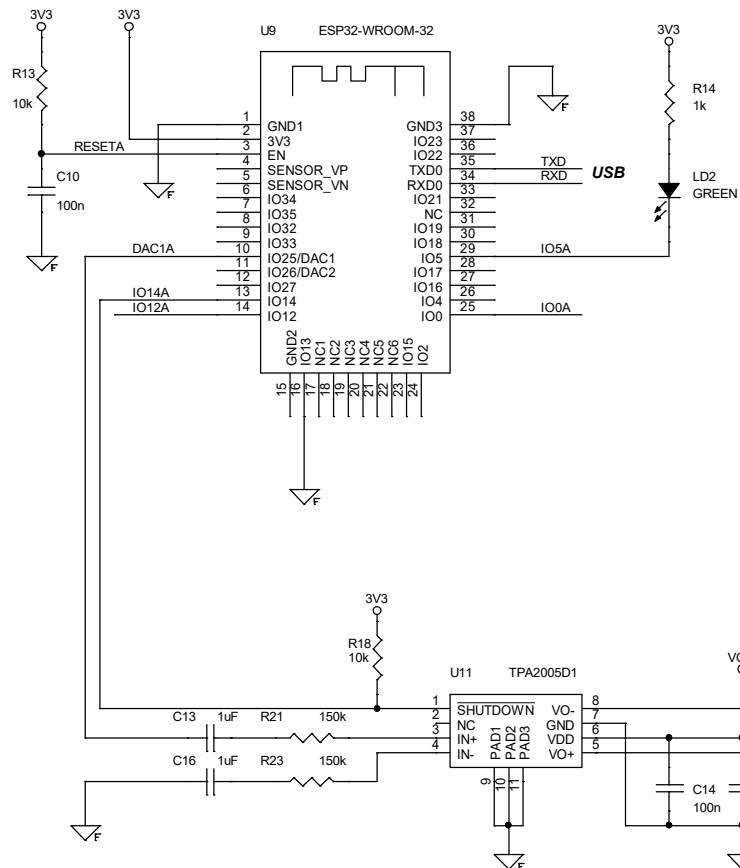 U9 ESP32-WROOM-32
3V3
3V3
3V3
R13
10k
R14
1k
RESETA
C10
100n
F
F
F
1 GND1
2 3V3
3 EN
4 SENSOR_VP
5 SENSOR_VN
6 IO34
7 IO35
8 IO32
9 IO33
10 IO25/DAC1
11 IO26/DAC2
12 IO27
13 IO14
14 IO12
38 GND3
37 IO23
36 IO22
35 TXD0
34 RXD0
33 IO21
32 NC
31 IO19
30 IO18
29 IO5
28 IO17
27 IO16
26 IO4
25 IO0
TXD
RXD
USB
LD2
GREEN
DAC1A
IO14A
IO12A
IO5A
IO0A
GND2
IO13
NC1
NC2
NC3
NC4
NC5
NC6
IO15
IO2
15
16
17
18
19
20
21
22
23
24
F
3V3
R18
10k
U11 TPA2005D1
1 SHUTDOWN
2 NC
3 IN+
4 IN-
8 VO-
7 GND
6 VDD
5 VO+
PAD1
PAD2
PAD3
9
10
11
C13 1uF R21 150k
C16 1uF R23 150k
C14
100n
F
F